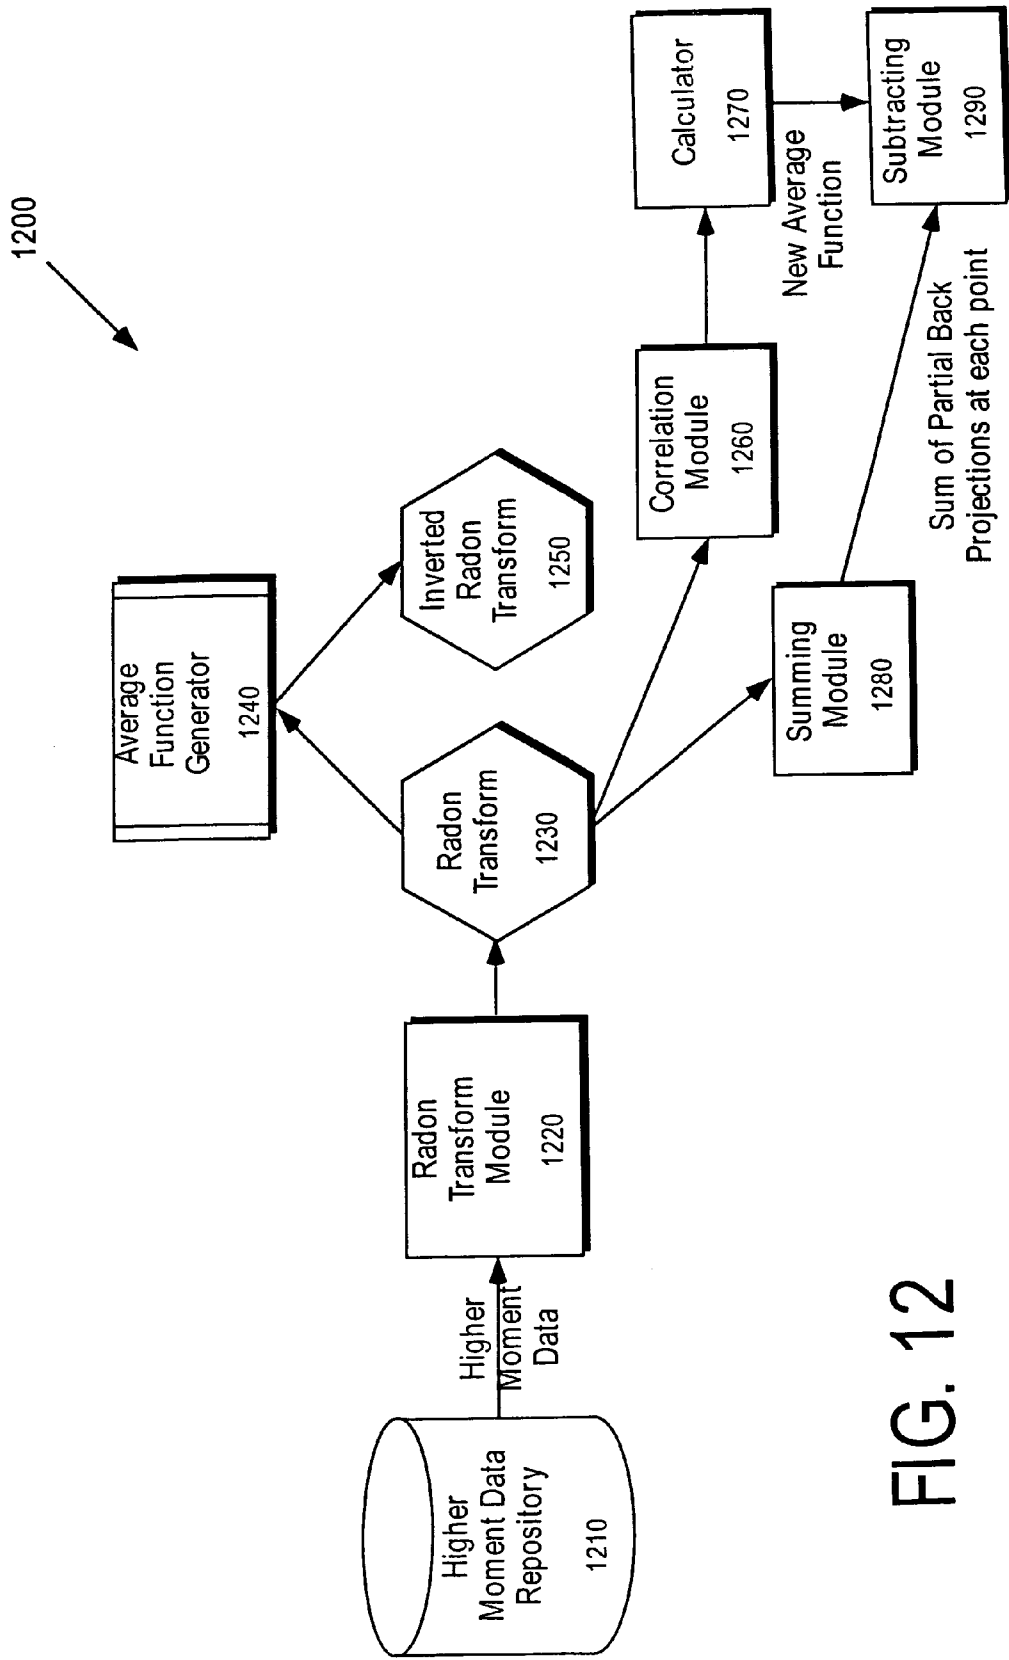 1200
Higher
Moment Data
Repository
1210
Higher
Moment
Data
Radon
Transform
Module
1220
Radon
Transform
1230
Average
Function
Generator
1240
Inverted
Radon
Transform
1250
Correlation
Module
1260
Calculator
1270
New Average
Function
Summing
Module
1280
Sum of Partial Back
Projections at each point
Subtracting
Module
1290
FIG. 12